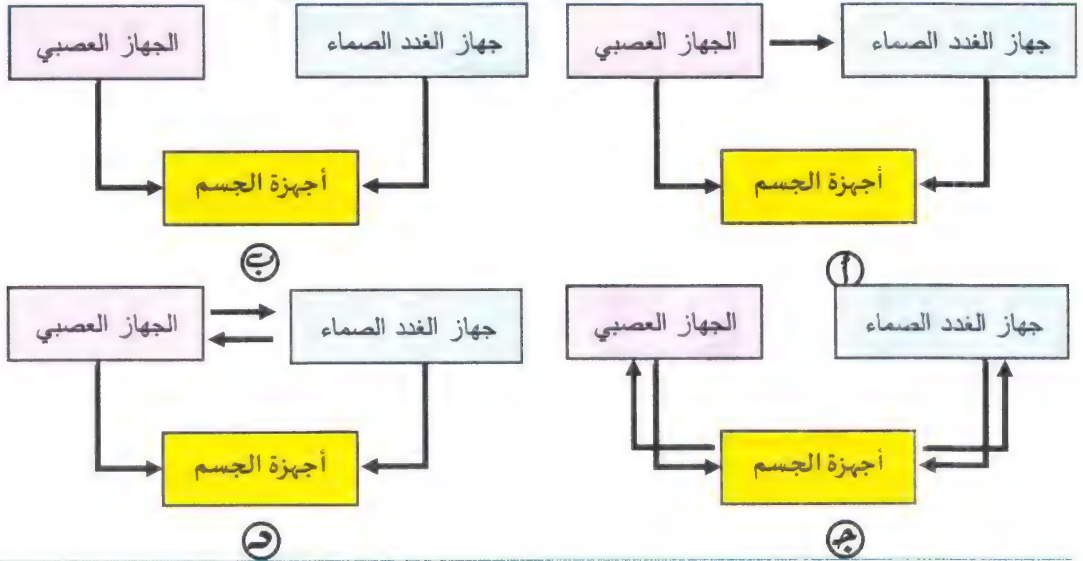 جهاز الغدد الصماء
الجهاز العصبي
أجهزة الجسم
أ
جهاز الغدد الصماء
الجهاز العصبي
أجهزة الجسم
ب
جهاز الغدد الصماء
الجهاز العصبي
أجهزة الجسم
ج
جهاز الغدد الصماء
الجهاز العصبي
أجهزة الجسم
د